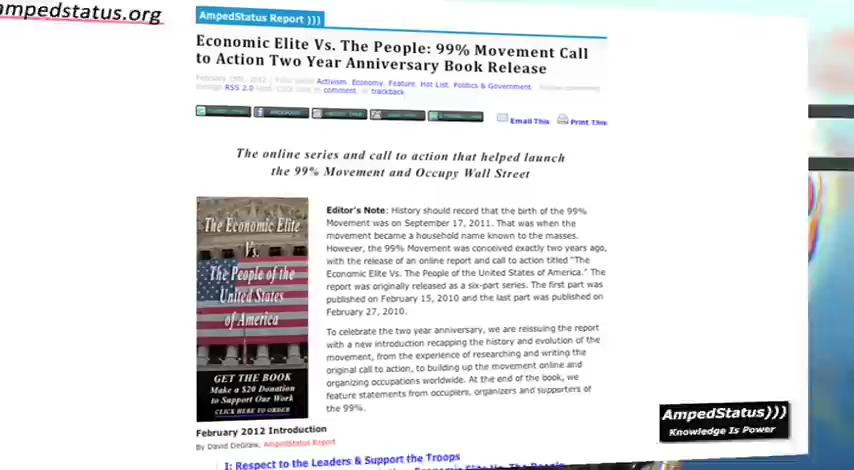 ampedstatus.org
AmpedStatus Report )))
Economic Elite Vs. The People: 99% Movement Call
to Action Two Year Anniversary Book Release
February 15th, 2012 Activism, Economy, Feature, Hot List, Politics & Government
through RSS 2.0 comment, or trackback
Email This Print This
The online series and call to action that helped launch
the 99% Movement and Occupy Wall Street
The Economic Elite
Vs.
The People of the
United States
of America
GET THE BOOK
Make a $20 Donation
to Support Our Work
CLICK HERE TO ORDER
Editor's Note: History should record that the birth of the 99%
Movement was on September 17, 2011. That was when the
movement became a household name known to the masses.
However, the 99% Movement was conceived exactly two years ago,
with the release of an online report and call to action titled "The
Economic Elite Vs. The People of the United States of America." The
report was originally released as a six-part series. The first part was
published on February 15, 2010 and the last part was published on
February 27, 2010.
To celebrate the two year anniversary, we are reissuing the report
with a new introduction recapping the history and evolution of the
movement, from the experience of researching and writing the
original call to action, to building up the movement online and
organizing occupations worldwide. At the end of the book, we
feature statements from occupiers, organizers and supporters of
the 99%.
February 2012 Introduction
By David DeGraw, AmpedStatus Report
I: Respect to the Leaders & Support the Troops
Economic Elite Vs. The People
AmpedStatus)))
Knowledge Is Power